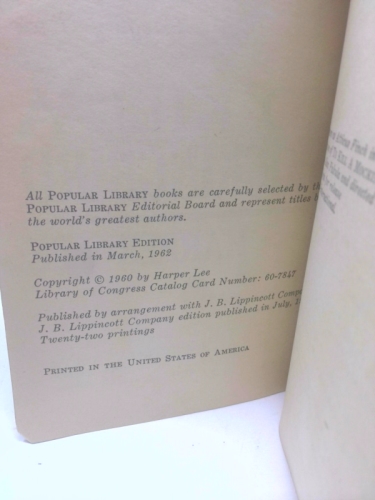 All POPULAR LIBRARY books are carefully selected by
POPULAR LIBRARY Editorial Board and represent titles
the world's greatest authors.
POPULAR LIBRARY EDITION
Published in March, 1962
Copyright © 1960 by Harper Lee
Library of Congress Catalog Card Number: 60-7847
Published by arrangement with J. B. Lippincott
J. B. Lippincott Company edition published in July,
Twenty-two printings
PRINTED IN THE UNITED STATES OF AMERICA
Finch